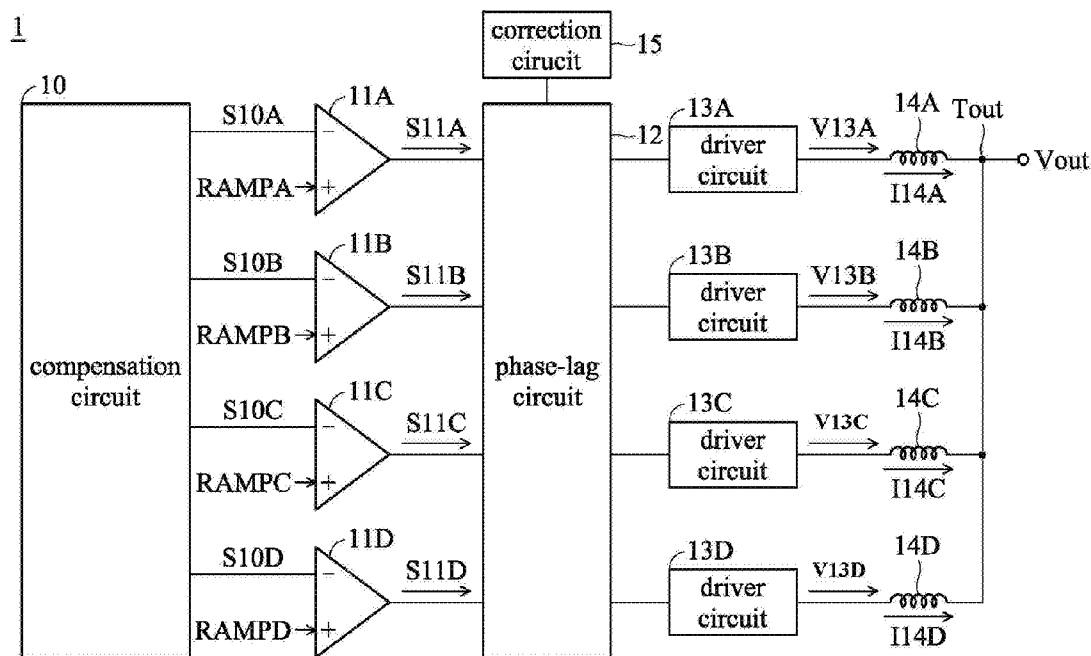 1
correction
cirucit
15
10
S10A
11A
−
RAMPA
+
S11A
12
13A
driver
circuit
V13A
14A
I14A
Tout
Vout
S10B
11B
−
RAMPB
+
S11B
13B
driver
circuit
V13B
14B
I14B
compensation
circuit
phase-lag
circuit
S10C
11C
−
RAMPC
+
S11C
13C
driver
circuit
V13C
14C
I14C
S10D
11D
−
RAMPD
+
S11D
13D
driver
circuit
V13D
14D
I14D